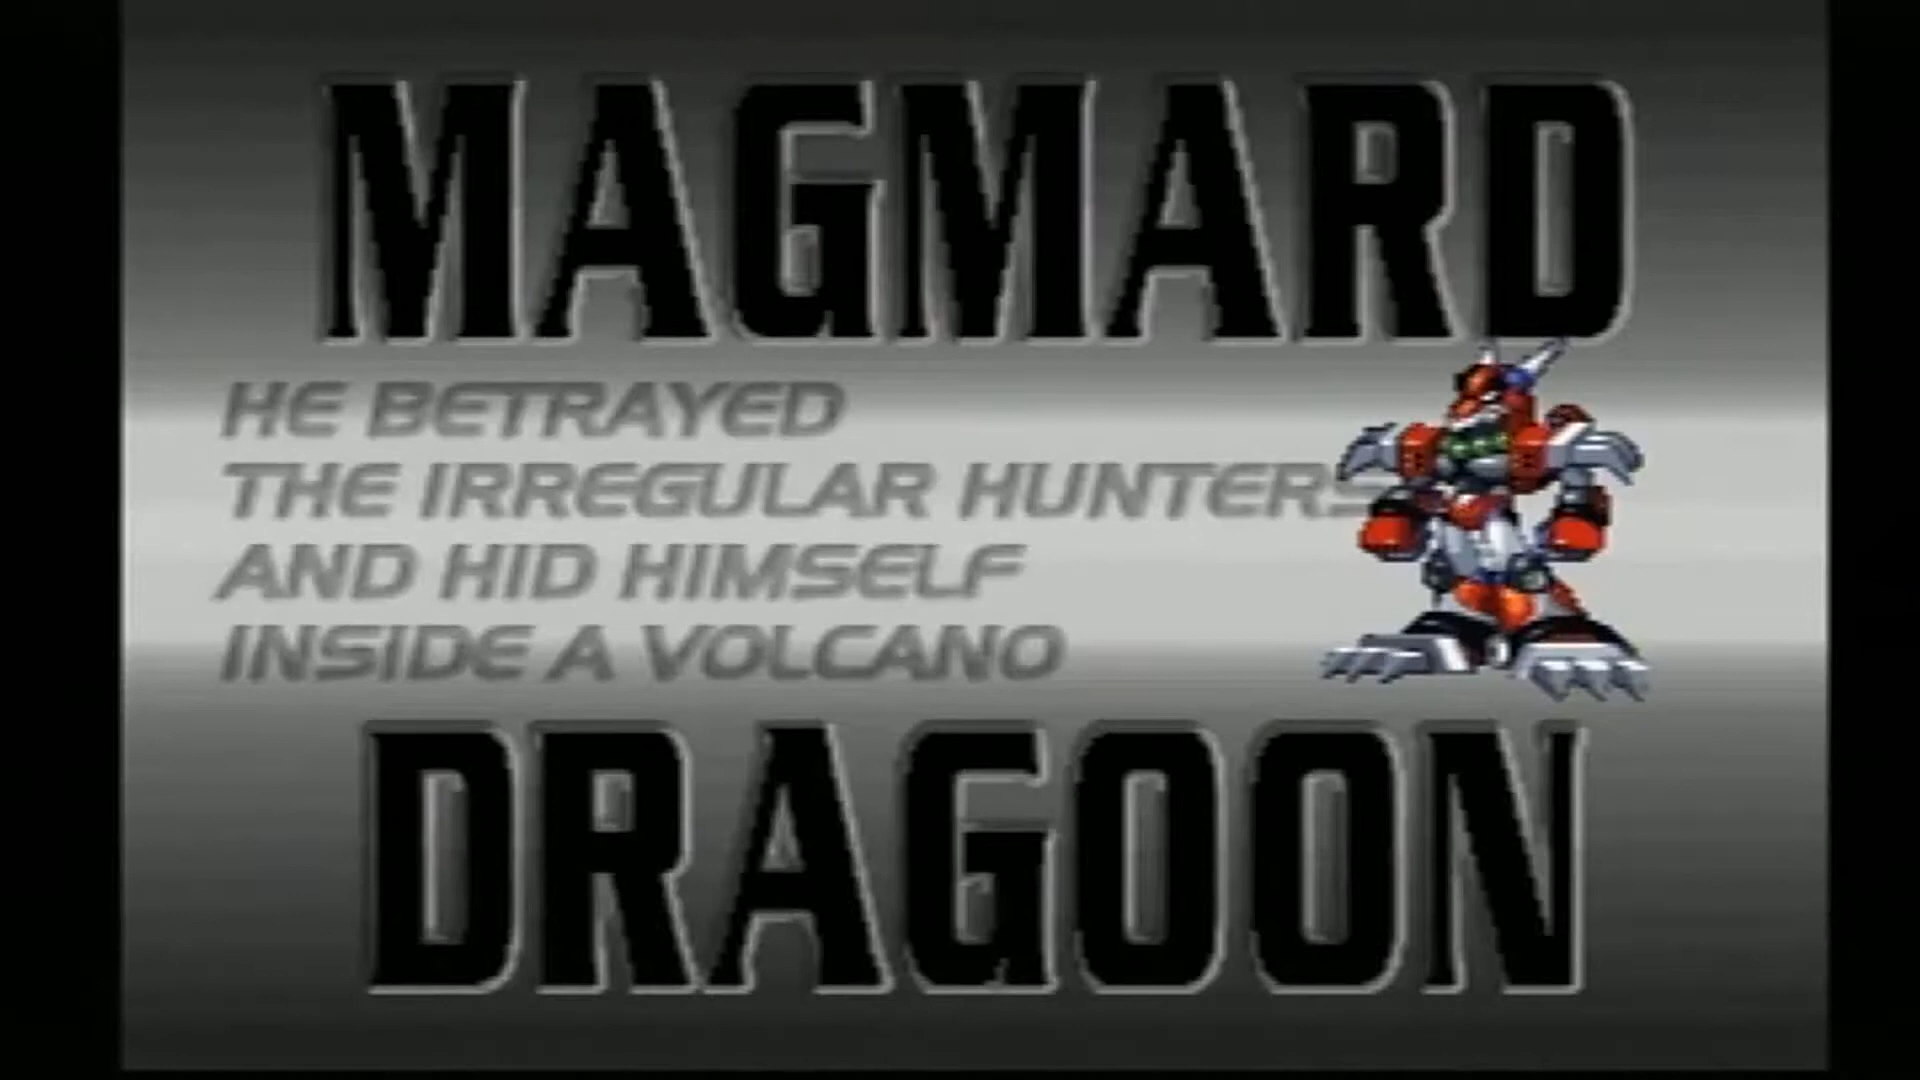 MAGMARD
HE BETRAYED
THE IRREGULAR HUNTERS
AND HID HIMSELF
INSIDE A VOLCANO
DRAGOON